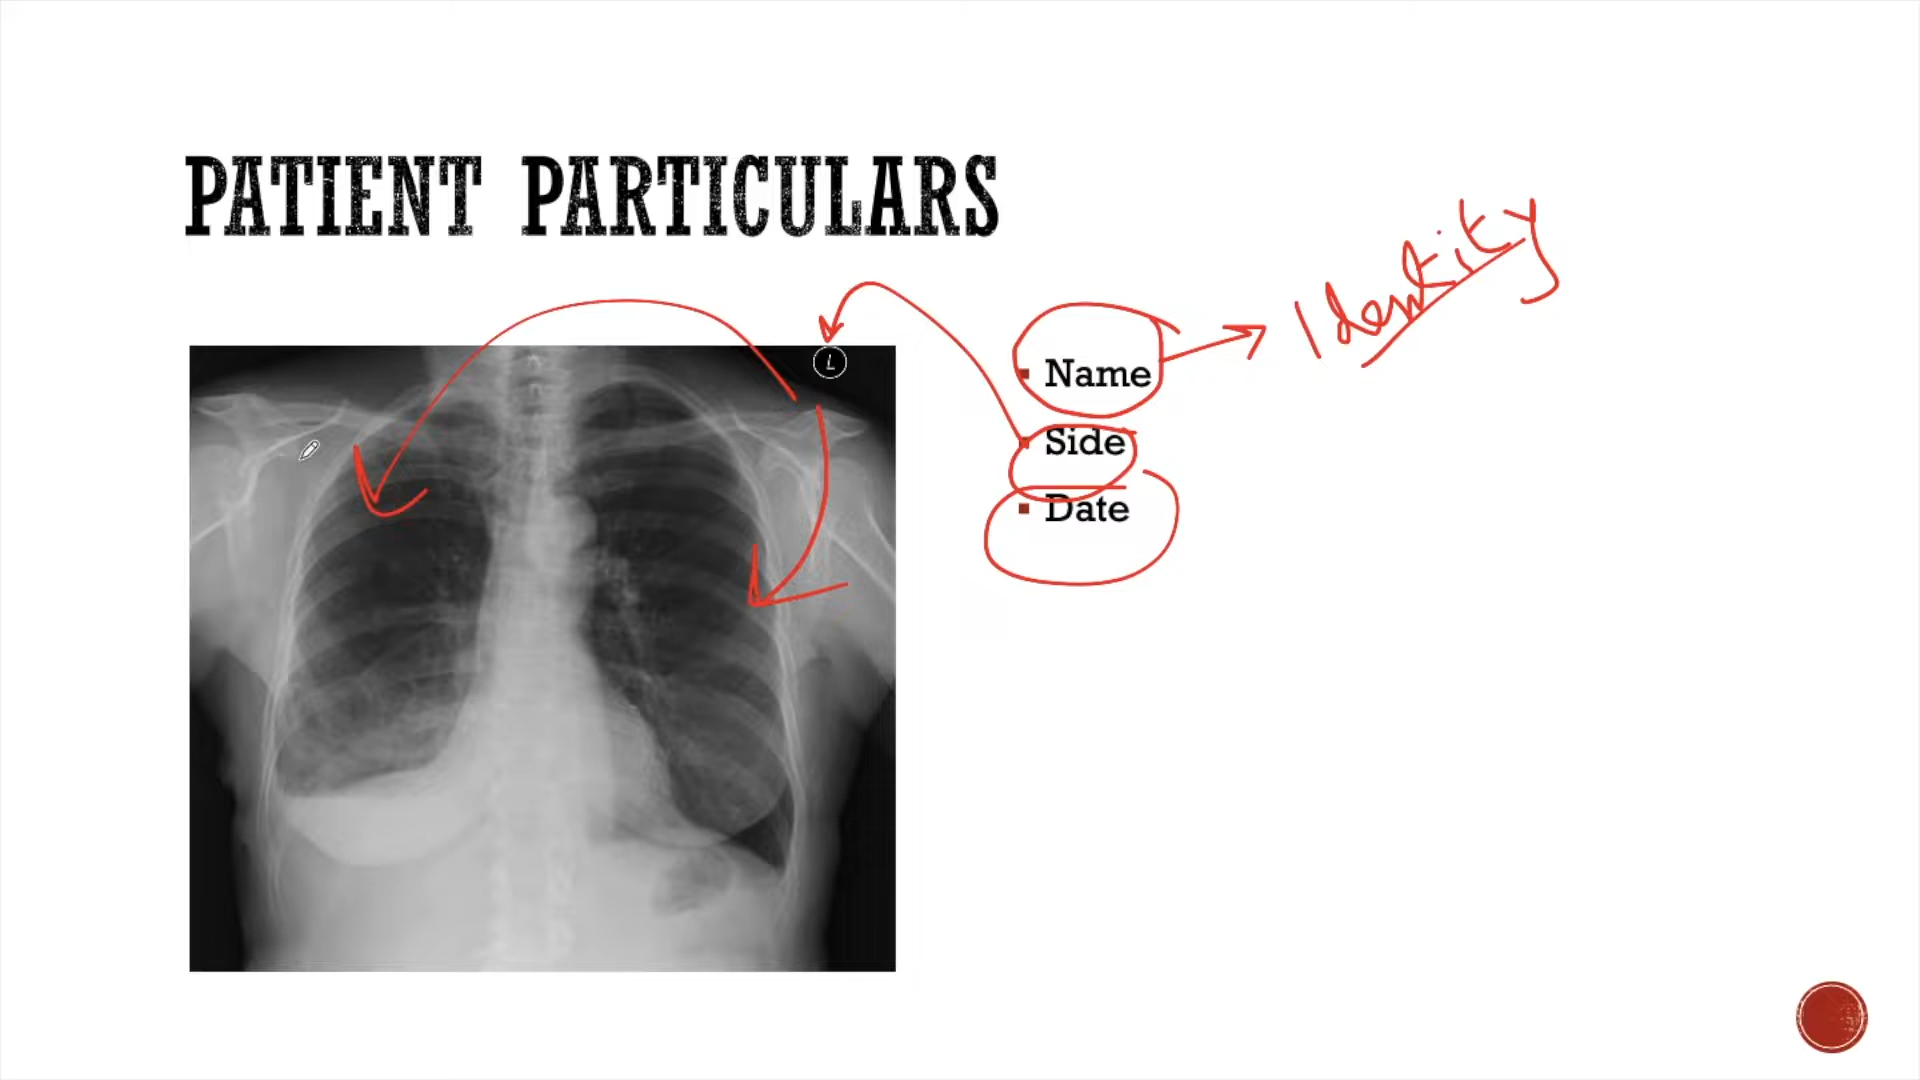 PATIENT PARTICULARS
Identity
L
Name
Side
Date